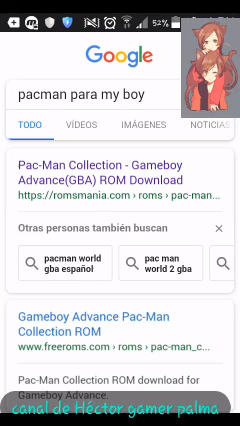 Google
pacman para my boy
TODO VÍDEOS IMÁGENES NOTICIAS
Pac-Man Collection - Gameboy
Advance(GBA) ROM Download
https://romsmania.com › roms › pac-man...
Otras personas también buscan
pacman world
gba español
pac man
world 2 gba
Gameboy Advance Pac-Man
Collection ROM
www.freeroms.com › roms › pac-man_c...
Pac-Man Collection ROM download for
Gameboy Advance.
canal de Héctor gamer palma